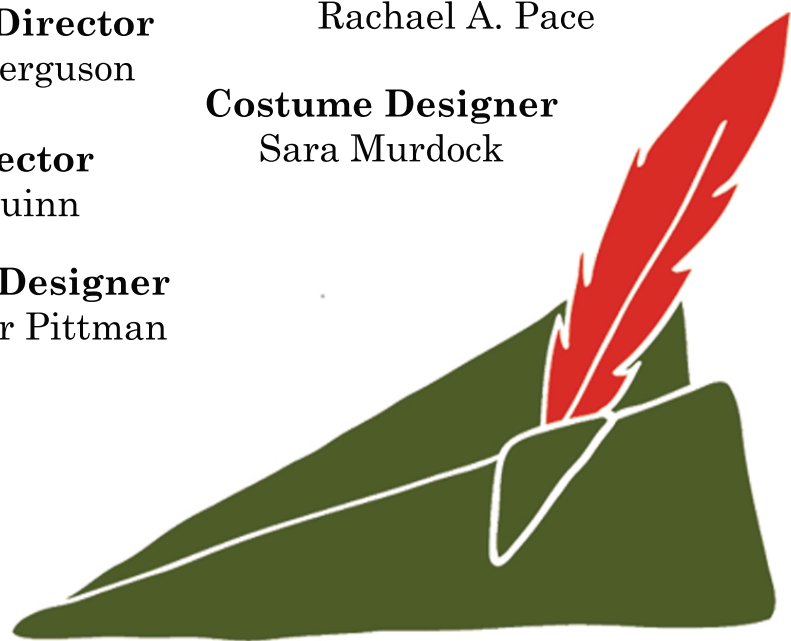 Director
erguson
ector
uinn
Designer
r Pittman
Rachael A. Pace
Costume Designer
Sara Murdock